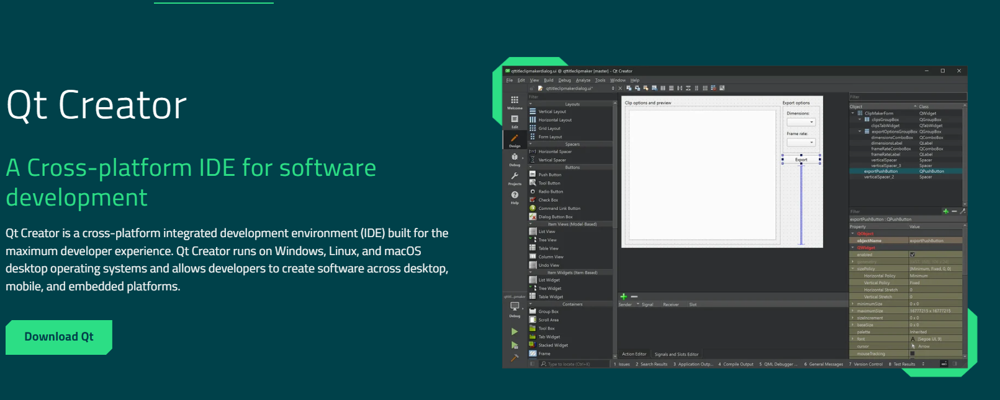 Qt Creator
A Cross-platform IDE for software
development
Qt Creator is a cross-platform integrated development environment (IDE) built for the
maximum developer experience. Qt Creator runs on Windows, Linux, and macOS
desktop operating systems and allows developers to create software across desktop,
mobile, and embedded platforms.
Download Qt
qttitleclipmakerdialog.ui @ qttitleclipmaker [master] - Qt Creator
File Edit View Build Debug Analyze Tools Window Help
qttitleclipmakerdialog.ui*
Welcome
Edit
Design
Debug
Projects
Help
qttitl...pmaker
Debug
Filter
Layouts
Vertical Layout
Horizontal Layout
Grid Layout
Form Layout
Spacers
Horizontal Spacer
Vertical Spacer
Buttons
Push Button
Tool Button
Radio Button
Check Box
Command Link Button
Dialog Button Box
Item Views (Model-Based)
List View
Tree View
Table View
Column View
Undo View
Item Widgets (Item-Based)
List Widget
Tree Widget
Table Widget
Containers
Group Box
Scroll Area
Tool Box
Tab Widget
Stacked Widget
Frame
Clip options and preview
Export options
Dimensions:
Frame rate:
Export
Sender Signal Receiver Slot
Action Editor Signals and Slots Editor
Filter
Object Class
ClipMakerForm QWidget
clipsGroupBox QGroupBox
clipsTabWidget QTabWidget
exportOptionsGroupBox QGroupBox
dimensionsComboBox QComboBox
dimensionsLabel QLabel
frameRateComboBox QComboBox
frameRateLabel QLabel
verticalSpacer Spacer
verticalSpacer_3 Spacer
exportPushButton QPushButton
verticalSpacer_2 Spacer
Filter
exportPushButton : QPushButton
Property Value
QObject
objectName exportPushButton
QWidget
enabled
geometry
sizePolicy [Minimum, Fixed, 0, 0]
Horizontal Policy Minimum
Vertical Policy Fixed
Horizontal Stretch 0
Vertical Stretch 0
minimumSize 0 x 0
maximumSize 16777215 x 16777215
sizeIncrement 0 x 0
baseSize 0 x 0
palette Inherited
font A [Segoe UI, 9]
cursor Arrow
mouseTracking
Type to locate (Ctrl+K) 1 Issues 2 Search Results 3 Application Outp... 4 Compile Output 5 QML Debugger ... 6 General Messages 7 Version Control 8 Test Results